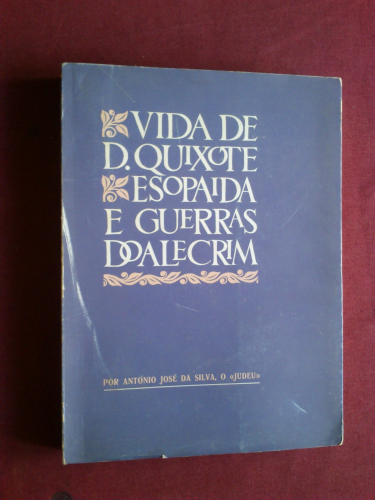 VIDA DE
D. QUIXOTE
ESOPAIDA
E GUERRAS
DO ALECRIM
POR ANTÓNIO JOSÉ DA SILVA, O «JUDEU»